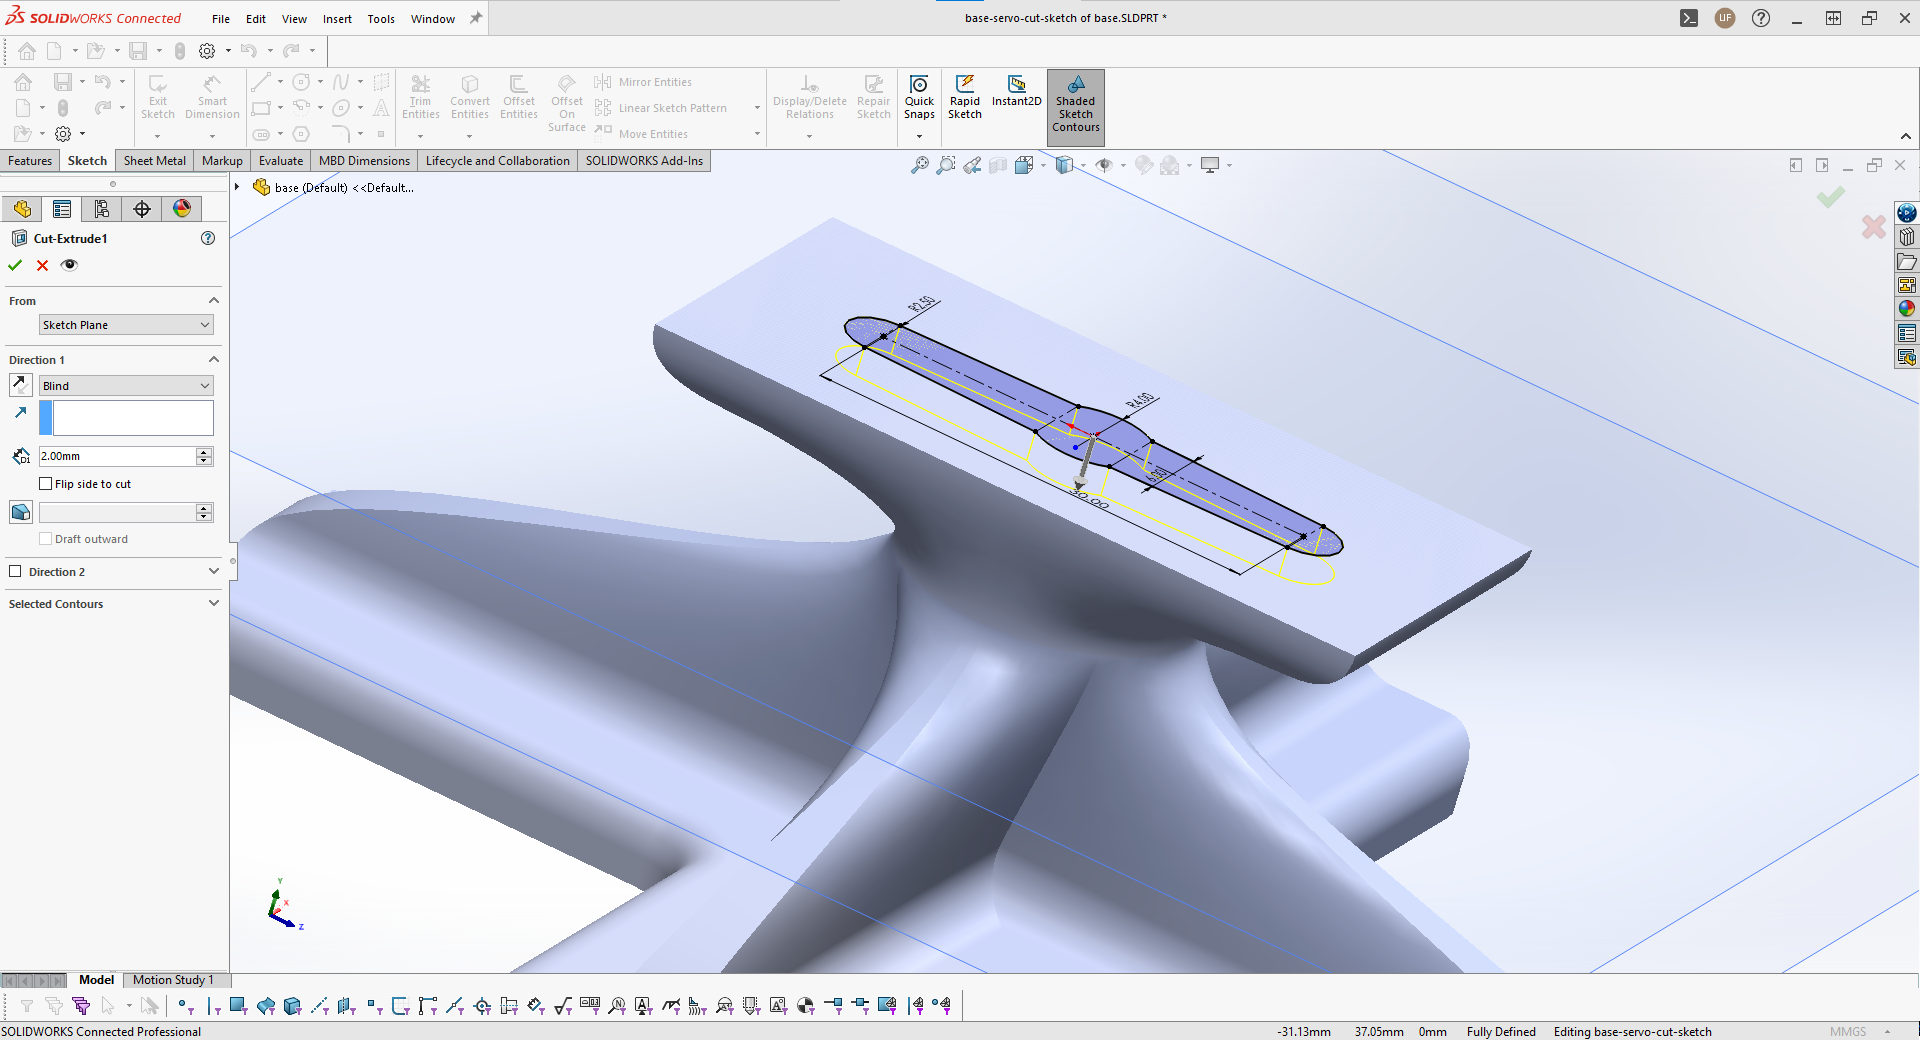 SOLIDWORKS Connected
File Edit View Insert Tools Window
base-servo-cut-sketch of base.SLDPRT *
UF
Exit Sketch
Smart Dimension
Trim Entities
Convert Entities
Offset Entities
Offset On Surface
Mirror Entities
Linear Sketch Pattern
Move Entities
Display/Delete Relations
Repair Sketch
Quick Snaps
Rapid Sketch
Instant2D
Shaded Sketch Contours
Features Sketch Sheet Metal Markup Evaluate MBD Dimensions Lifecycle and Collaboration SOLIDWORKS Add-Ins
base (Default) <<Default...
Cut-Extrude1
From
Sketch Plane
Direction 1
Blind
D1
2.00mm
Flip side to cut
Draft outward
Direction 2
Selected Contours
R2.50
R4.00
30.00
Y
X
Z
Model Motion Study 1
SOLIDWORKS Connected Professional
-31.13mm 37.05mm 0mm Fully Defined Editing base-servo-cut-sketch MMGS